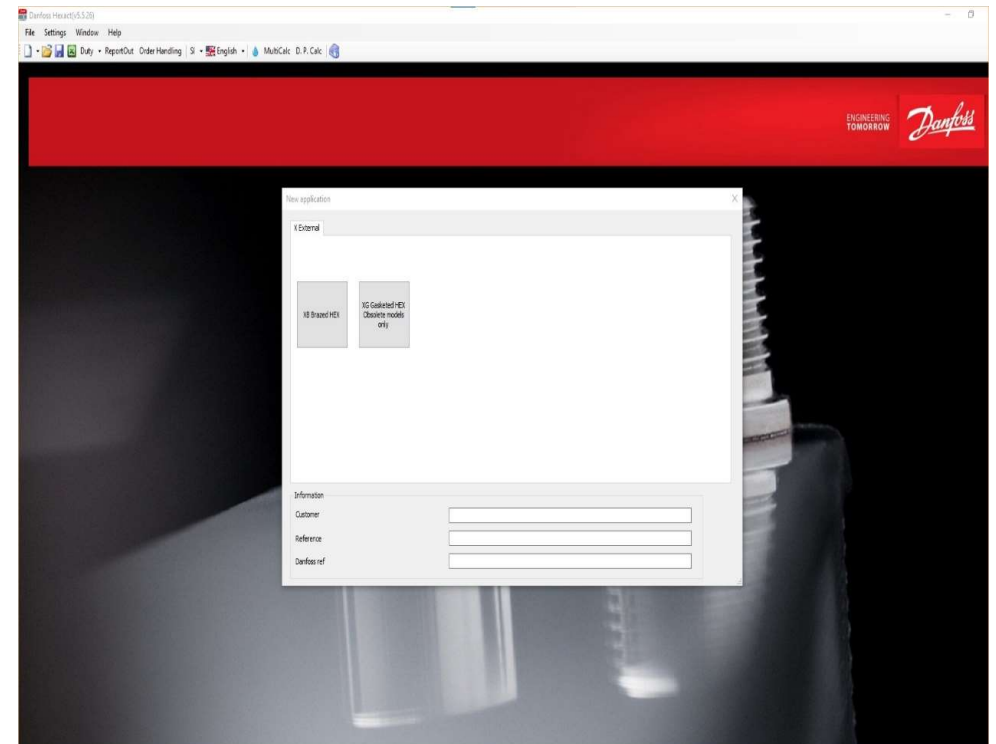 Danfoss Hexact(v5.5.26)
File Settings Window Help
Duty ReportOut Order Handling SI English MultiCalc D. P. Calc
ENGINEERING
TOMORROW
Danfoss
New application
X External
XB Brazed HEX
XG Gasketed HEX
Obsolete models
only
Information
Customer
Reference
Danfoss ref